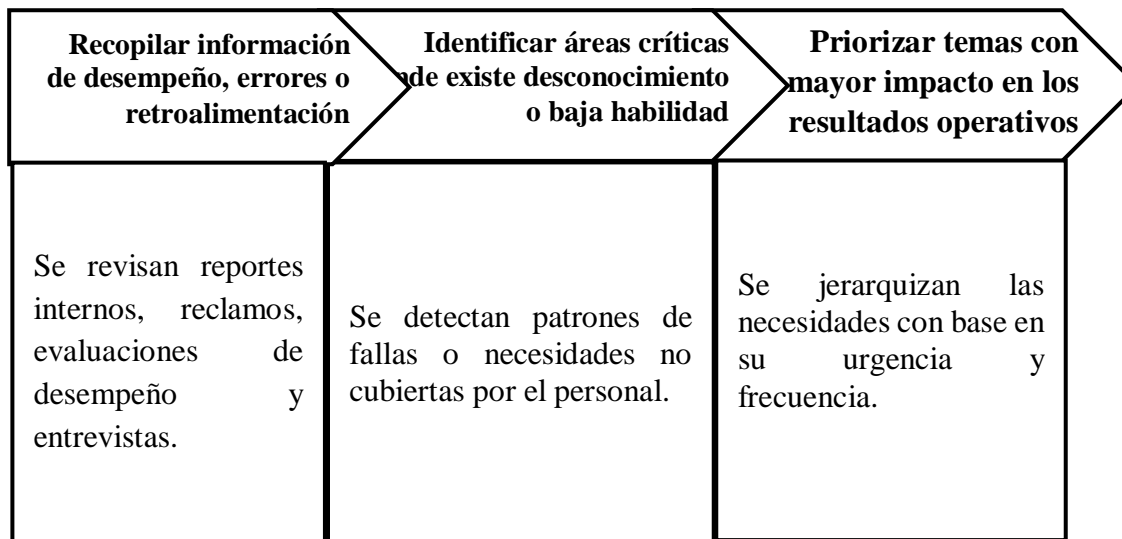 Recopilar información
de desempeño, errores o
retroalimentación
Identificar áreas críticas
nde existe desconocimiento
o baja habilidad
Priorizar temas con
mayor impacto en los
resultados operativos
Se revisan reportes
internos, reclamos,
evaluaciones de
desempeño y
entrevistas.
Se detectan patrones de
fallas o necesidades no
cubiertas por el personal.
Se jerarquizan las
necesidades con base en
su urgencia y
frecuencia.